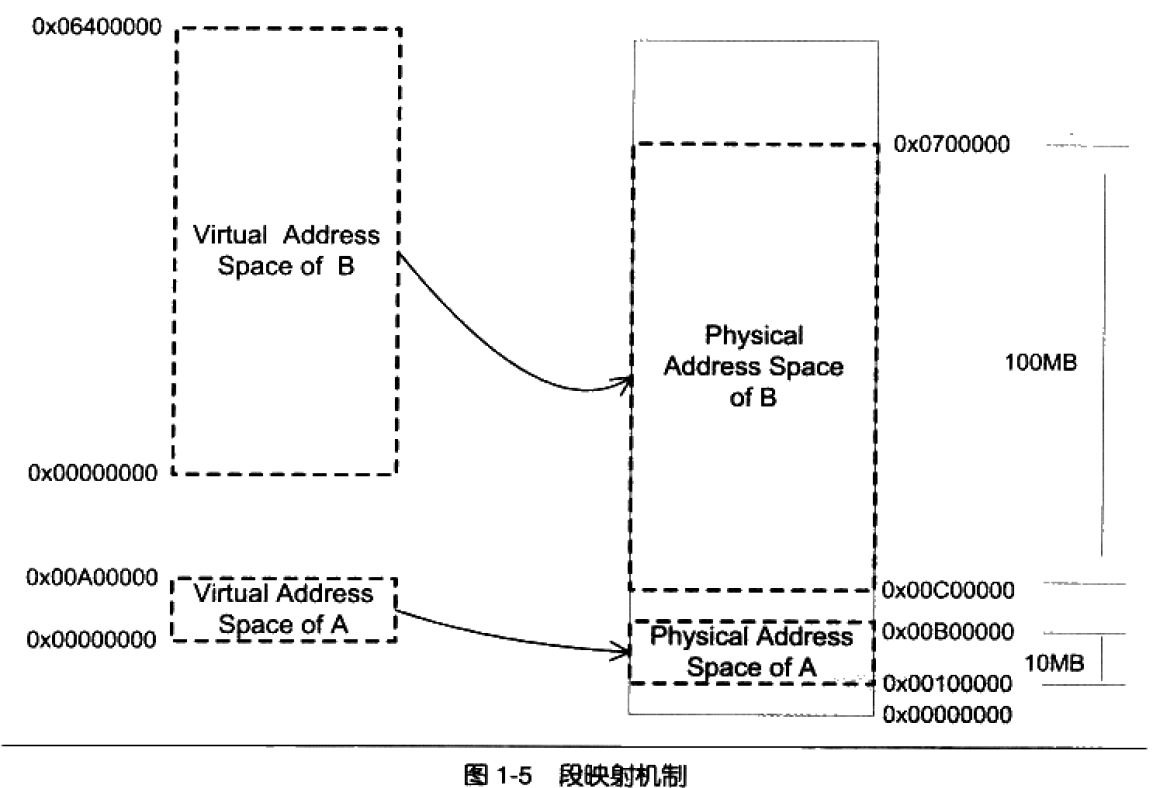 0x06400000
Virtual Address
Space of B
0x00000000
0x00A00000
Virtual Address
Space of A
0x00000000
0x0700000
Physical
Address Space
of B
100MB
0x00C00000
0x00B00000
Physical Address
Space of A
10MB
0x00100000
0x00000000
图 1-5 段映射机制